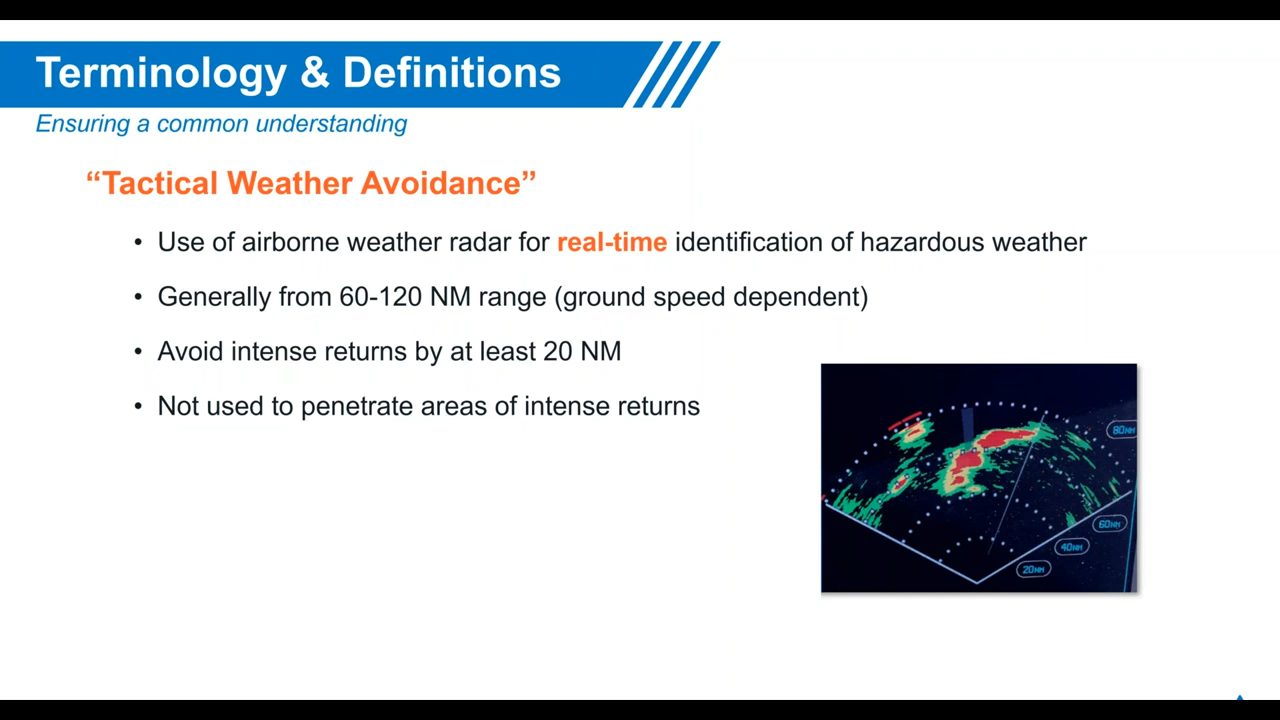 Terminology & Definitions
Ensuring a common understanding
“Tactical Weather Avoidance”
• Use of airborne weather radar for real-time identification of hazardous weather
• Generally from 60-120 NM range (ground speed dependent)
• Avoid intense returns by at least 20 NM
• Not used to penetrate areas of intense returns
80NM
60NM
40NM
20NM